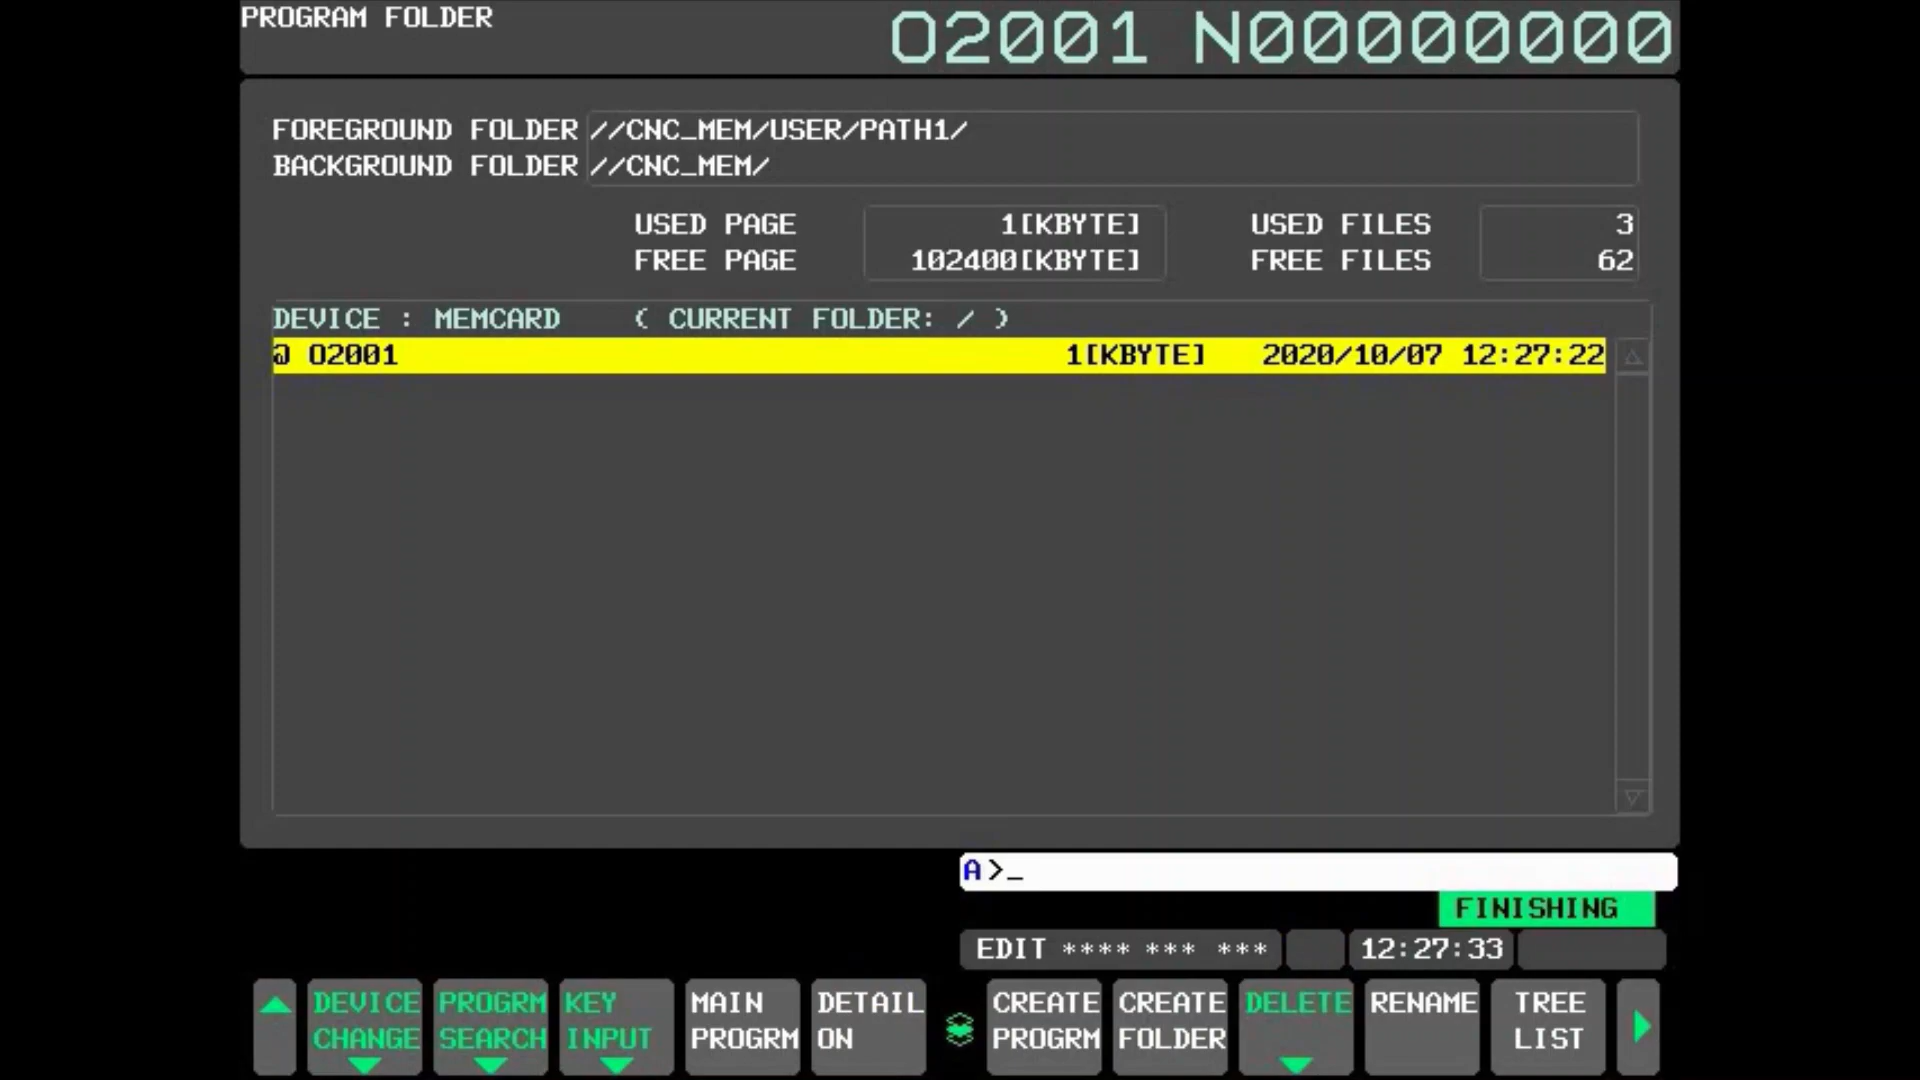 PROGRAM FOLDER
O2001 N00000000
FOREGROUND FOLDER //CNC_MEM/USER/PATH1/
BACKGROUND FOLDER //CNC_MEM/
USED PAGE 1[KBYTE] USED FILES 3
FREE PAGE 102400[KBYTE] FREE FILES 62
DEVICE : MEMCARD ( CURRENT FOLDER: / )
@ O2001 1[KBYTE] 2020/10/07 12:27:22
A >_
FINISHING
EDIT **** *** *** 12:27:33
DEVICE CHANGE
PROGRM SEARCH
KEY INPUT
MAIN PROGRM
DETAIL ON
CREATE PROGRM
CREATE FOLDER
DELETE
RENAME
TREE LIST